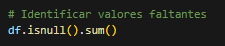 # Identificar valores faltantes
df.isnull().sum()